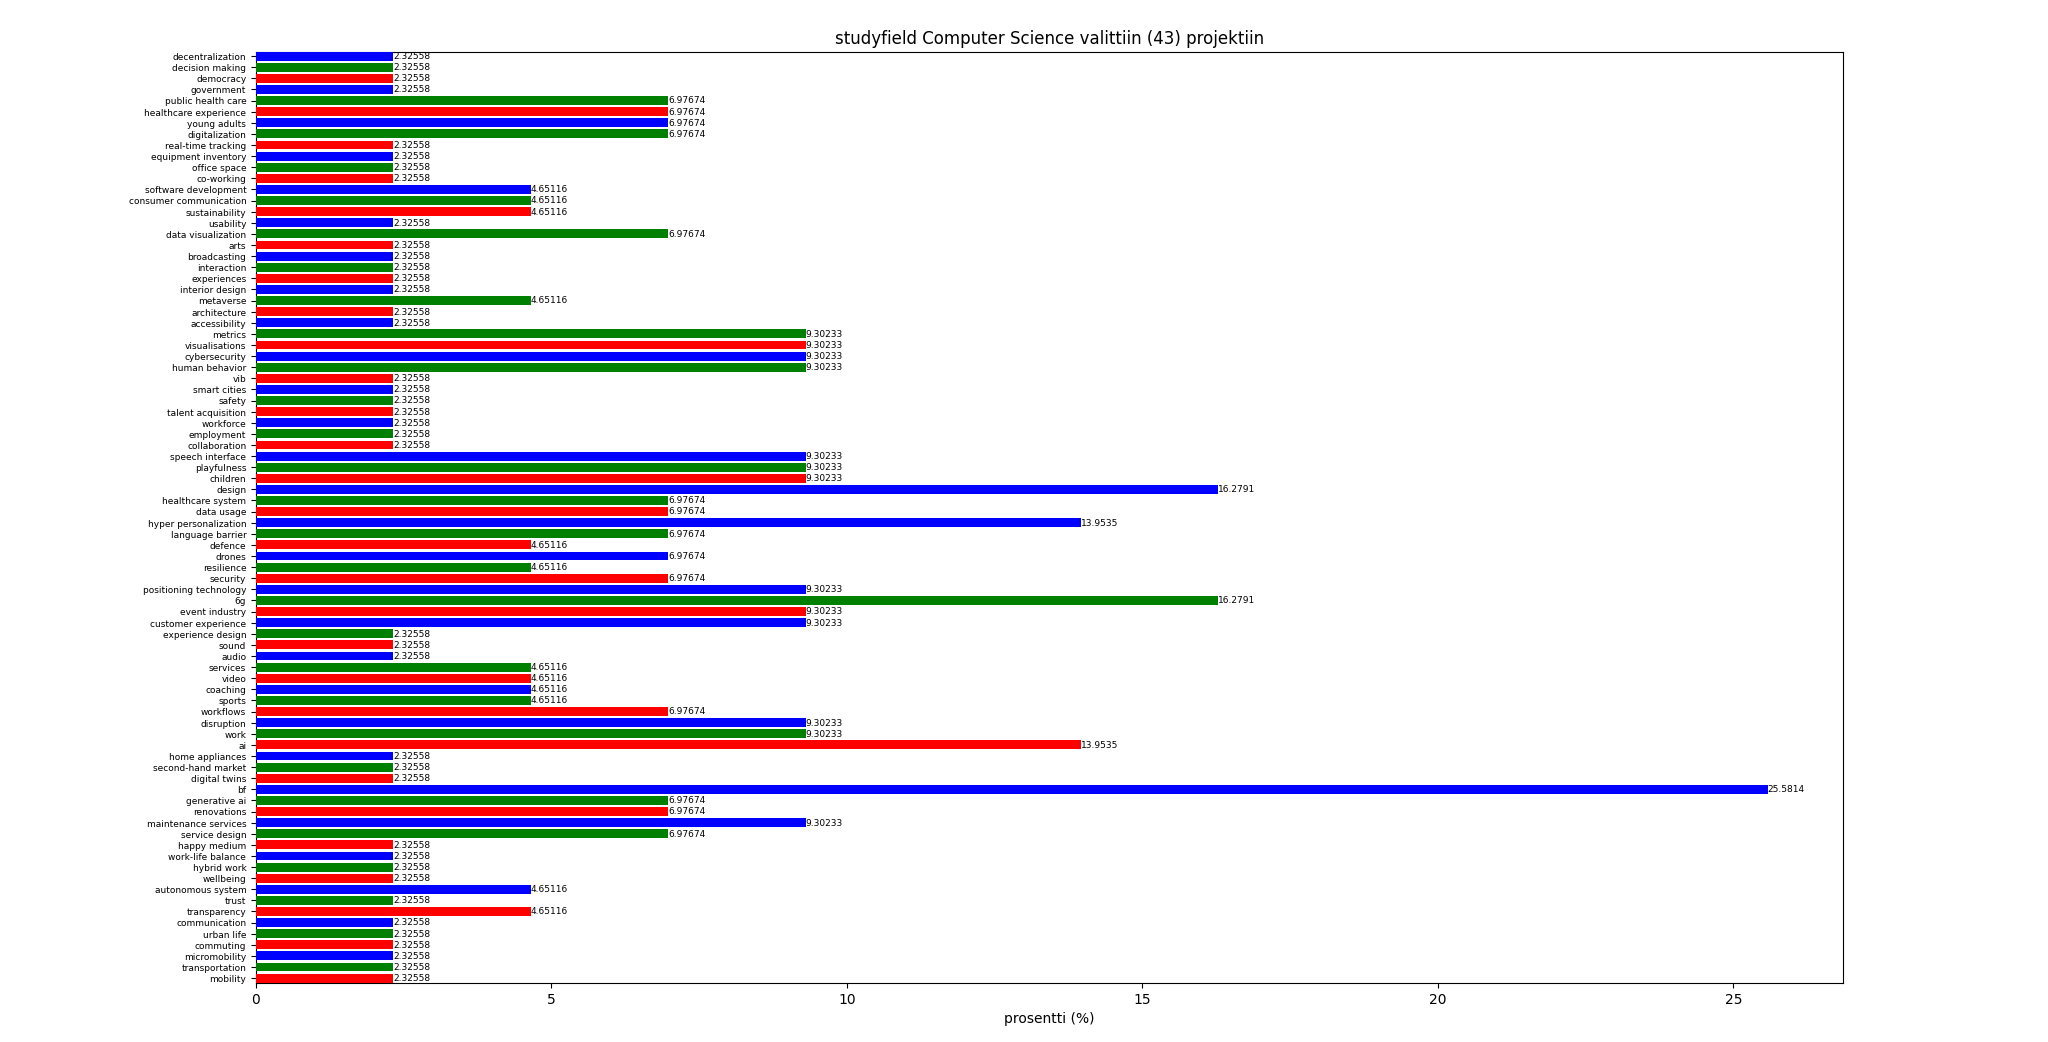 studyfield Computer Science valittiin (43) projektiin
decentralization 2.32558
decision making 2.32558
democracy 2.32558
government 2.32558
public health care 6.97674
healthcare experience 6.97674
young adults 6.97674
digitalization 6.97674
real-time tracking 2.32558
equipment inventory 2.32558
office space 2.32558
co-working 2.32558
software development 4.65116
consumer communication 4.65116
sustainability 4.65116
usability 2.32558
data visualization 6.97674
arts 2.32558
broadcasting 2.32558
interaction 2.32558
experiences 2.32558
interior design 2.32558
metaverse 4.65116
architecture 2.32558
accessibility 2.32558
metrics 9.30233
visualisations 9.30233
cybersecurity 9.30233
human behavior 9.30233
vib 2.32558
smart cities 2.32558
safety 2.32558
talent acquisition 2.32558
workforce 2.32558
employment 2.32558
collaboration 2.32558
speech interface 9.30233
playfulness 9.30233
children 9.30233
design 16.2791
healthcare system 6.97674
data usage 6.97674
hyper personalization 13.9535
language barrier 6.97674
defence 4.65116
drones 6.97674
resilience 4.65116
security 6.97674
positioning technology 9.30233
6g 16.2791
event industry 9.30233
customer experience 9.30233
experience design 2.32558
sound 2.32558
audio 2.32558
services 4.65116
video 4.65116
coaching 4.65116
sports 4.65116
workflows 6.97674
disruption 9.30233
work 9.30233
ai 13.9535
home appliances 2.32558
second-hand market 2.32558
digital twins 2.32558
bf 25.5814
generative ai 6.97674
renovations 6.97674
maintenance services 9.30233
service design 6.97674
happy medium 2.32558
work-life balance 2.32558
hybrid work 2.32558
wellbeing 2.32558
autonomous system 4.65116
trust 2.32558
transparency 4.65116
communication 2.32558
urban life 2.32558
commuting 2.32558
micromobility 2.32558
transportation 2.32558
mobility 2.32558
0 5 10 15 20 25
prosentti (%)